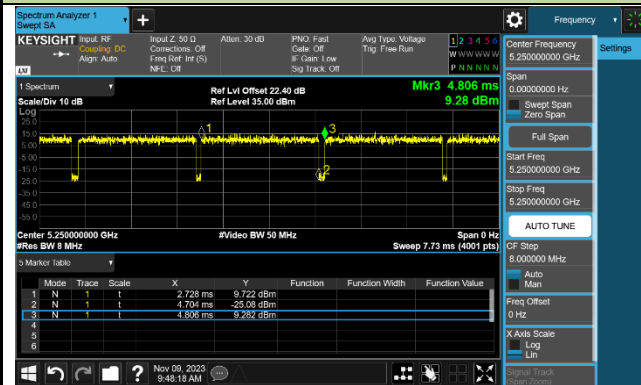 Spectrum Analyzer 1
Swept SA
Frequency
KEYSIGHT Input: RF
Coupling: DC
Align: Auto
Input Z: 50 Ω
Corrections: Off
Freq Ref: Int (S)
NFE: Off
Atten: 30 dB
PNO: Fast
Gate: Off
IF Gain: Low
Sig Track: Off
Avg Type: Voltage
Trig: Free Run
1 2 3 4 5 6
W W W W W W
P N N N N N
LXI
1 Spectrum
Scale/Div 10 dB
Ref Lvl Offset 22.40 dB
Ref Level 35.00 dBm
Mkr3 4.806 ms
9.28 dBm
Log
25.0
15.0
5.00
-5.00
-15.0
-25.0
-35.0
-45.0
-55.0
1
3
2
Center 5.250000000 GHz
#Video BW 50 MHz
Span 0 Hz
#Res BW 8 MHz
Sweep 7.73 ms (4001 pts)
5 Marker Table
Mode Trace Scale X Y Function Function Width Function Value
1 N 1 t 2.728 ms 9.722 dBm
2 N 1 t 4.704 ms -25.08 dBm
3 N 1 t 4.806 ms 9.282 dBm
4
5
6
Nov 09, 2023
9:48:18 AM
Center Frequency
5.250000000 GHz
Settings
Span
0.00000000 Hz
Swept Span
Zero Span
Full Span
Start Freq
5.250000000 GHz
Stop Freq
5.250000000 GHz
AUTO TUNE
CF Step
8.000000 MHz
Auto
Man
Freq Offset
0 Hz
X Axis Scale
Log
Lin
Signal Track
(Span Zoom)